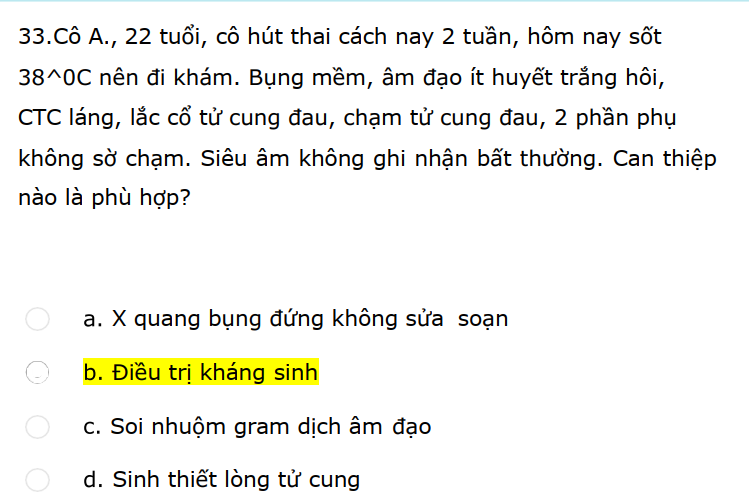 33.Cô A., 22 tuổi, cô hút thai cách nay 2 tuần, hôm nay sốt
38^0C nên đi khám. Bụng mềm, âm đạo ít huyết trắng hôi,
CTC láng, lắc cổ tử cung đau, chạm tử cung đau, 2 phần phụ
không sờ chạm. Siêu âm không ghi nhận bất thường. Can thiệp
nào là phù hợp?
a. X quang bụng đứng không sửa soạn
b. Điều trị kháng sinh
c. Soi nhuộm gram dịch âm đạo
d. Sinh thiết lòng tử cung